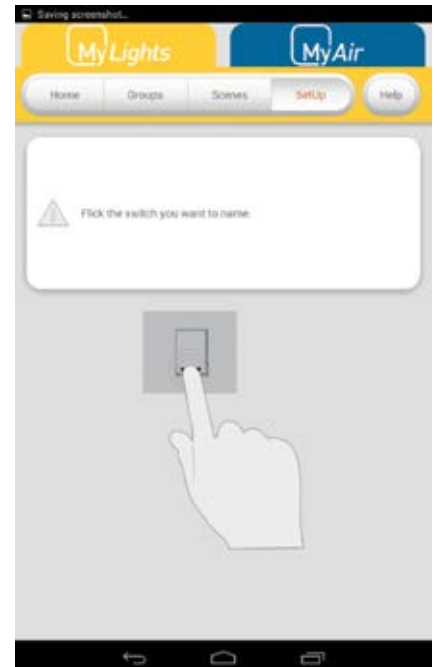 Saving screenshot...
MyLights
MyAir
Home Groups Scenes SetUp Help
Flick the switch you want to name.